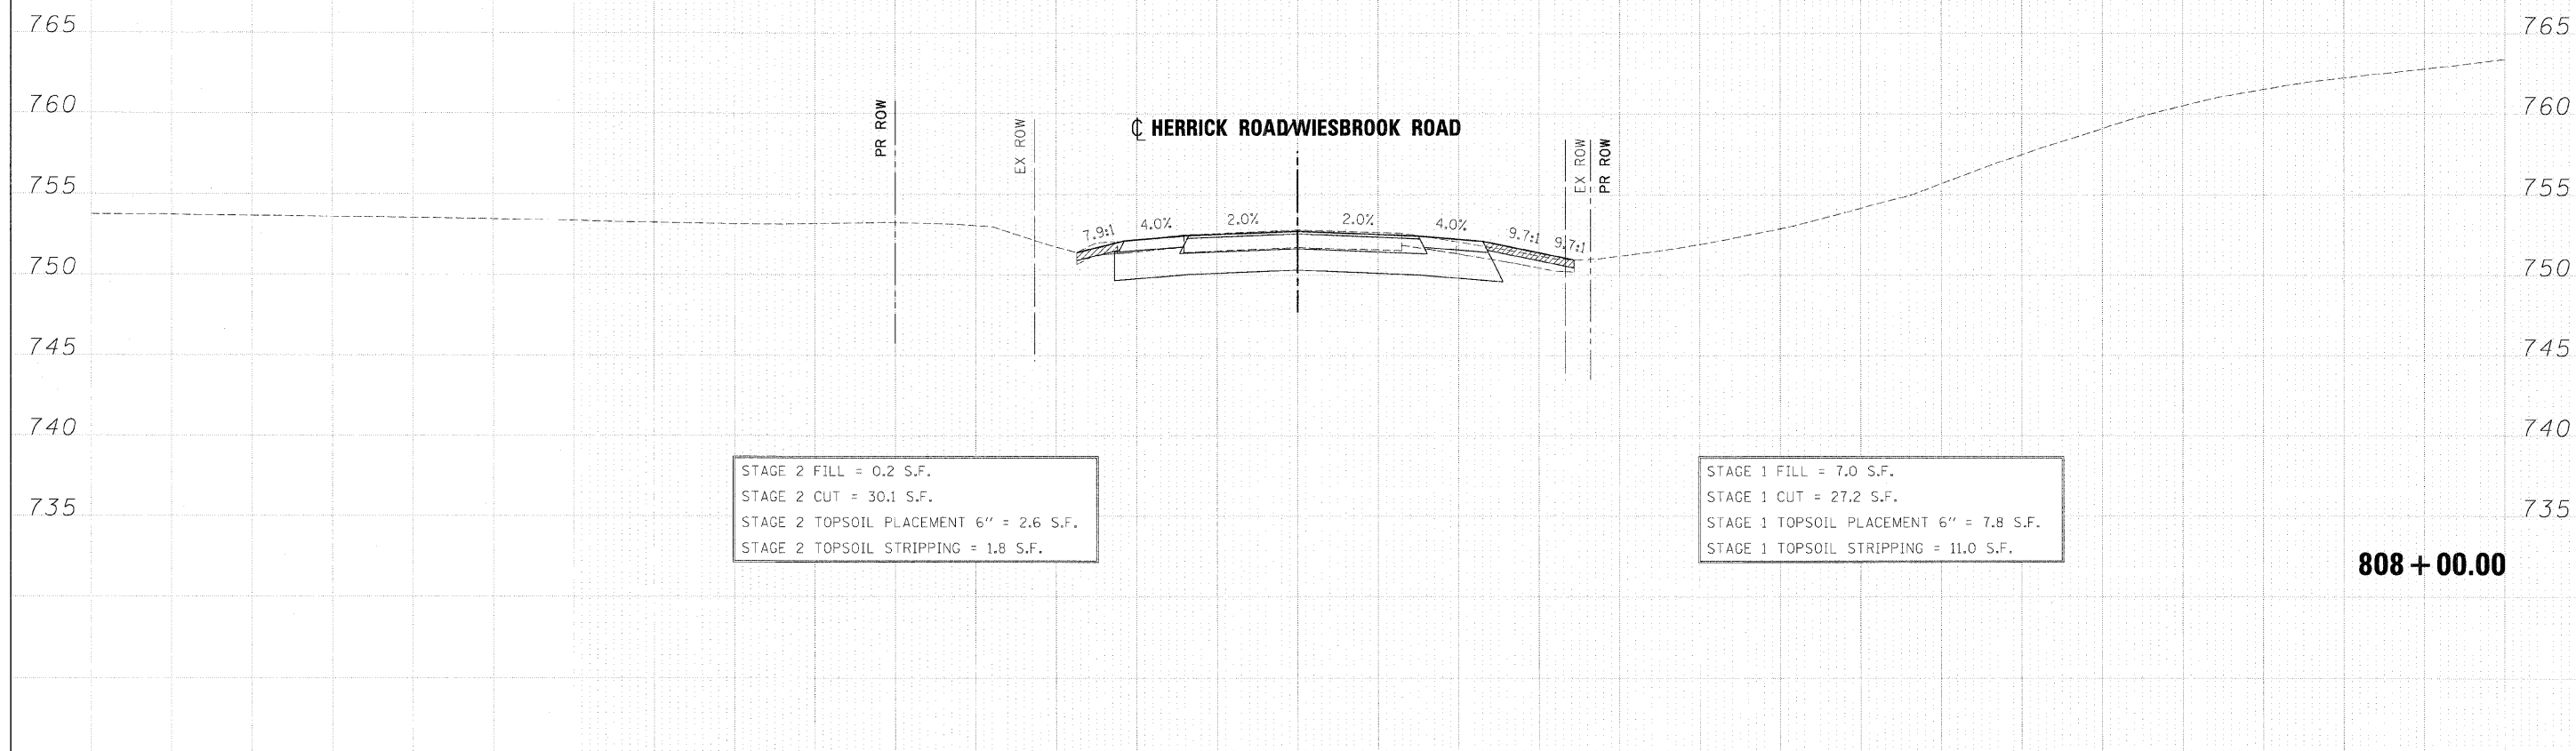 765 765
760 760
PR ROW
EX ROW
℄ HERRICK ROAD/WIESBROOK ROAD
EX ROW
PR ROW
755 755
7.9:1 4.0% 2.0% 2.0% 4.0% 9.7:1 9.7:1
750 750
745 745
740 740
735 735
STAGE 2 FILL = 0.2 S.F.
STAGE 2 CUT = 30.1 S.F.
STAGE 2 TOPSOIL PLACEMENT 6" = 2.6 S.F.
STAGE 2 TOPSOIL STRIPPING = 1.8 S.F.
STAGE 1 FILL = 7.0 S.F.
STAGE 1 CUT = 27.2 S.F.
STAGE 1 TOPSOIL PLACEMENT 6" = 7.8 S.F.
STAGE 1 TOPSOIL STRIPPING = 11.0 S.F.
808 + 00.00